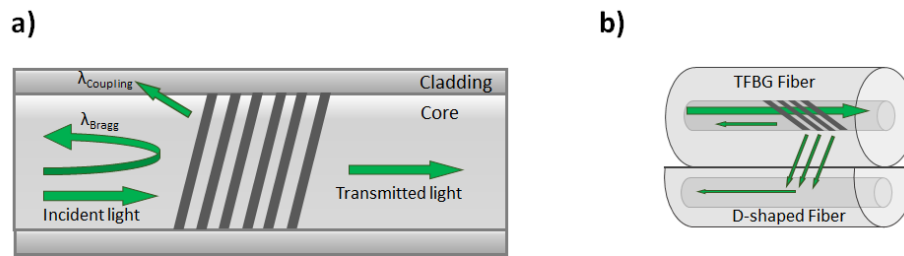 a)
λCoupling
Cladding
Core
λBragg
Incident light
Transmitted light
b)
TFBG Fiber
D-shaped Fiber